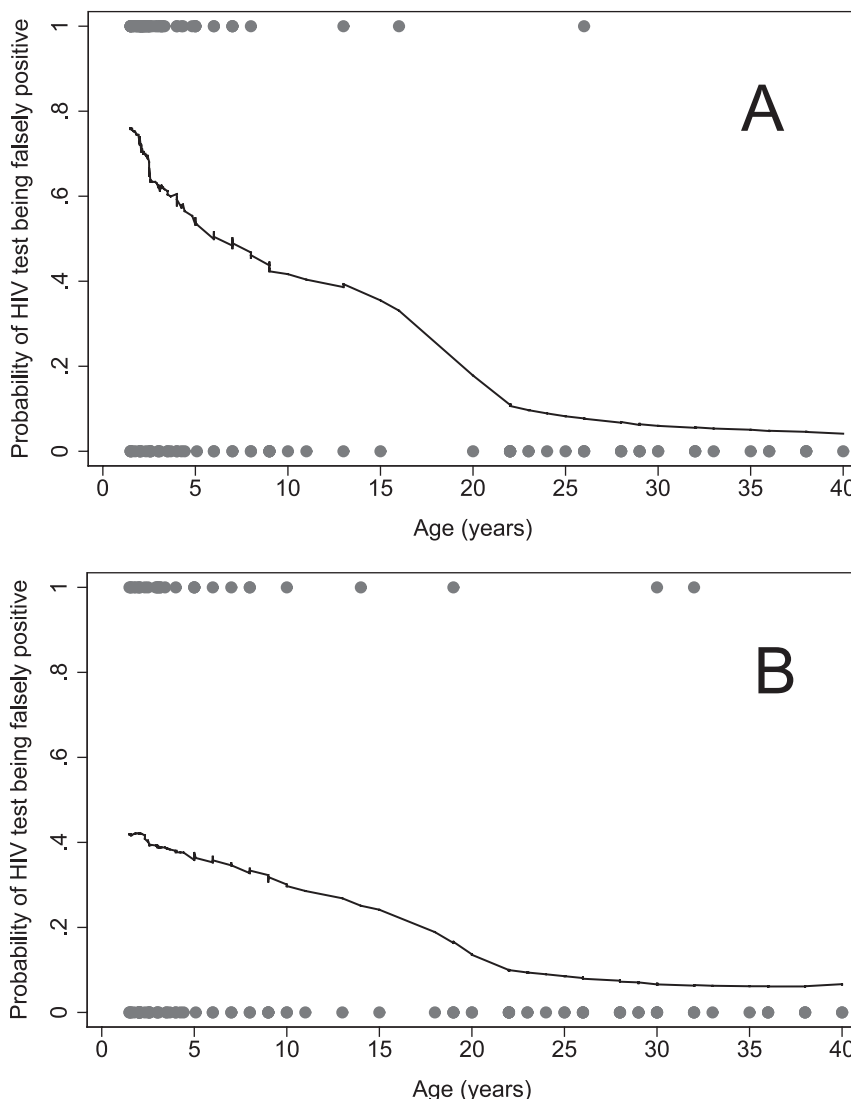 Probability of HIV test being falsely positive
1
.8
.6
.4
.2
0
A
0 5 10 15 20 25 30 35 40
Age (years)
Probability of HIV test being falsely positive
1
.8
.6
.4
.2
0
B
0 5 10 15 20 25 30 35 40
Age (years)